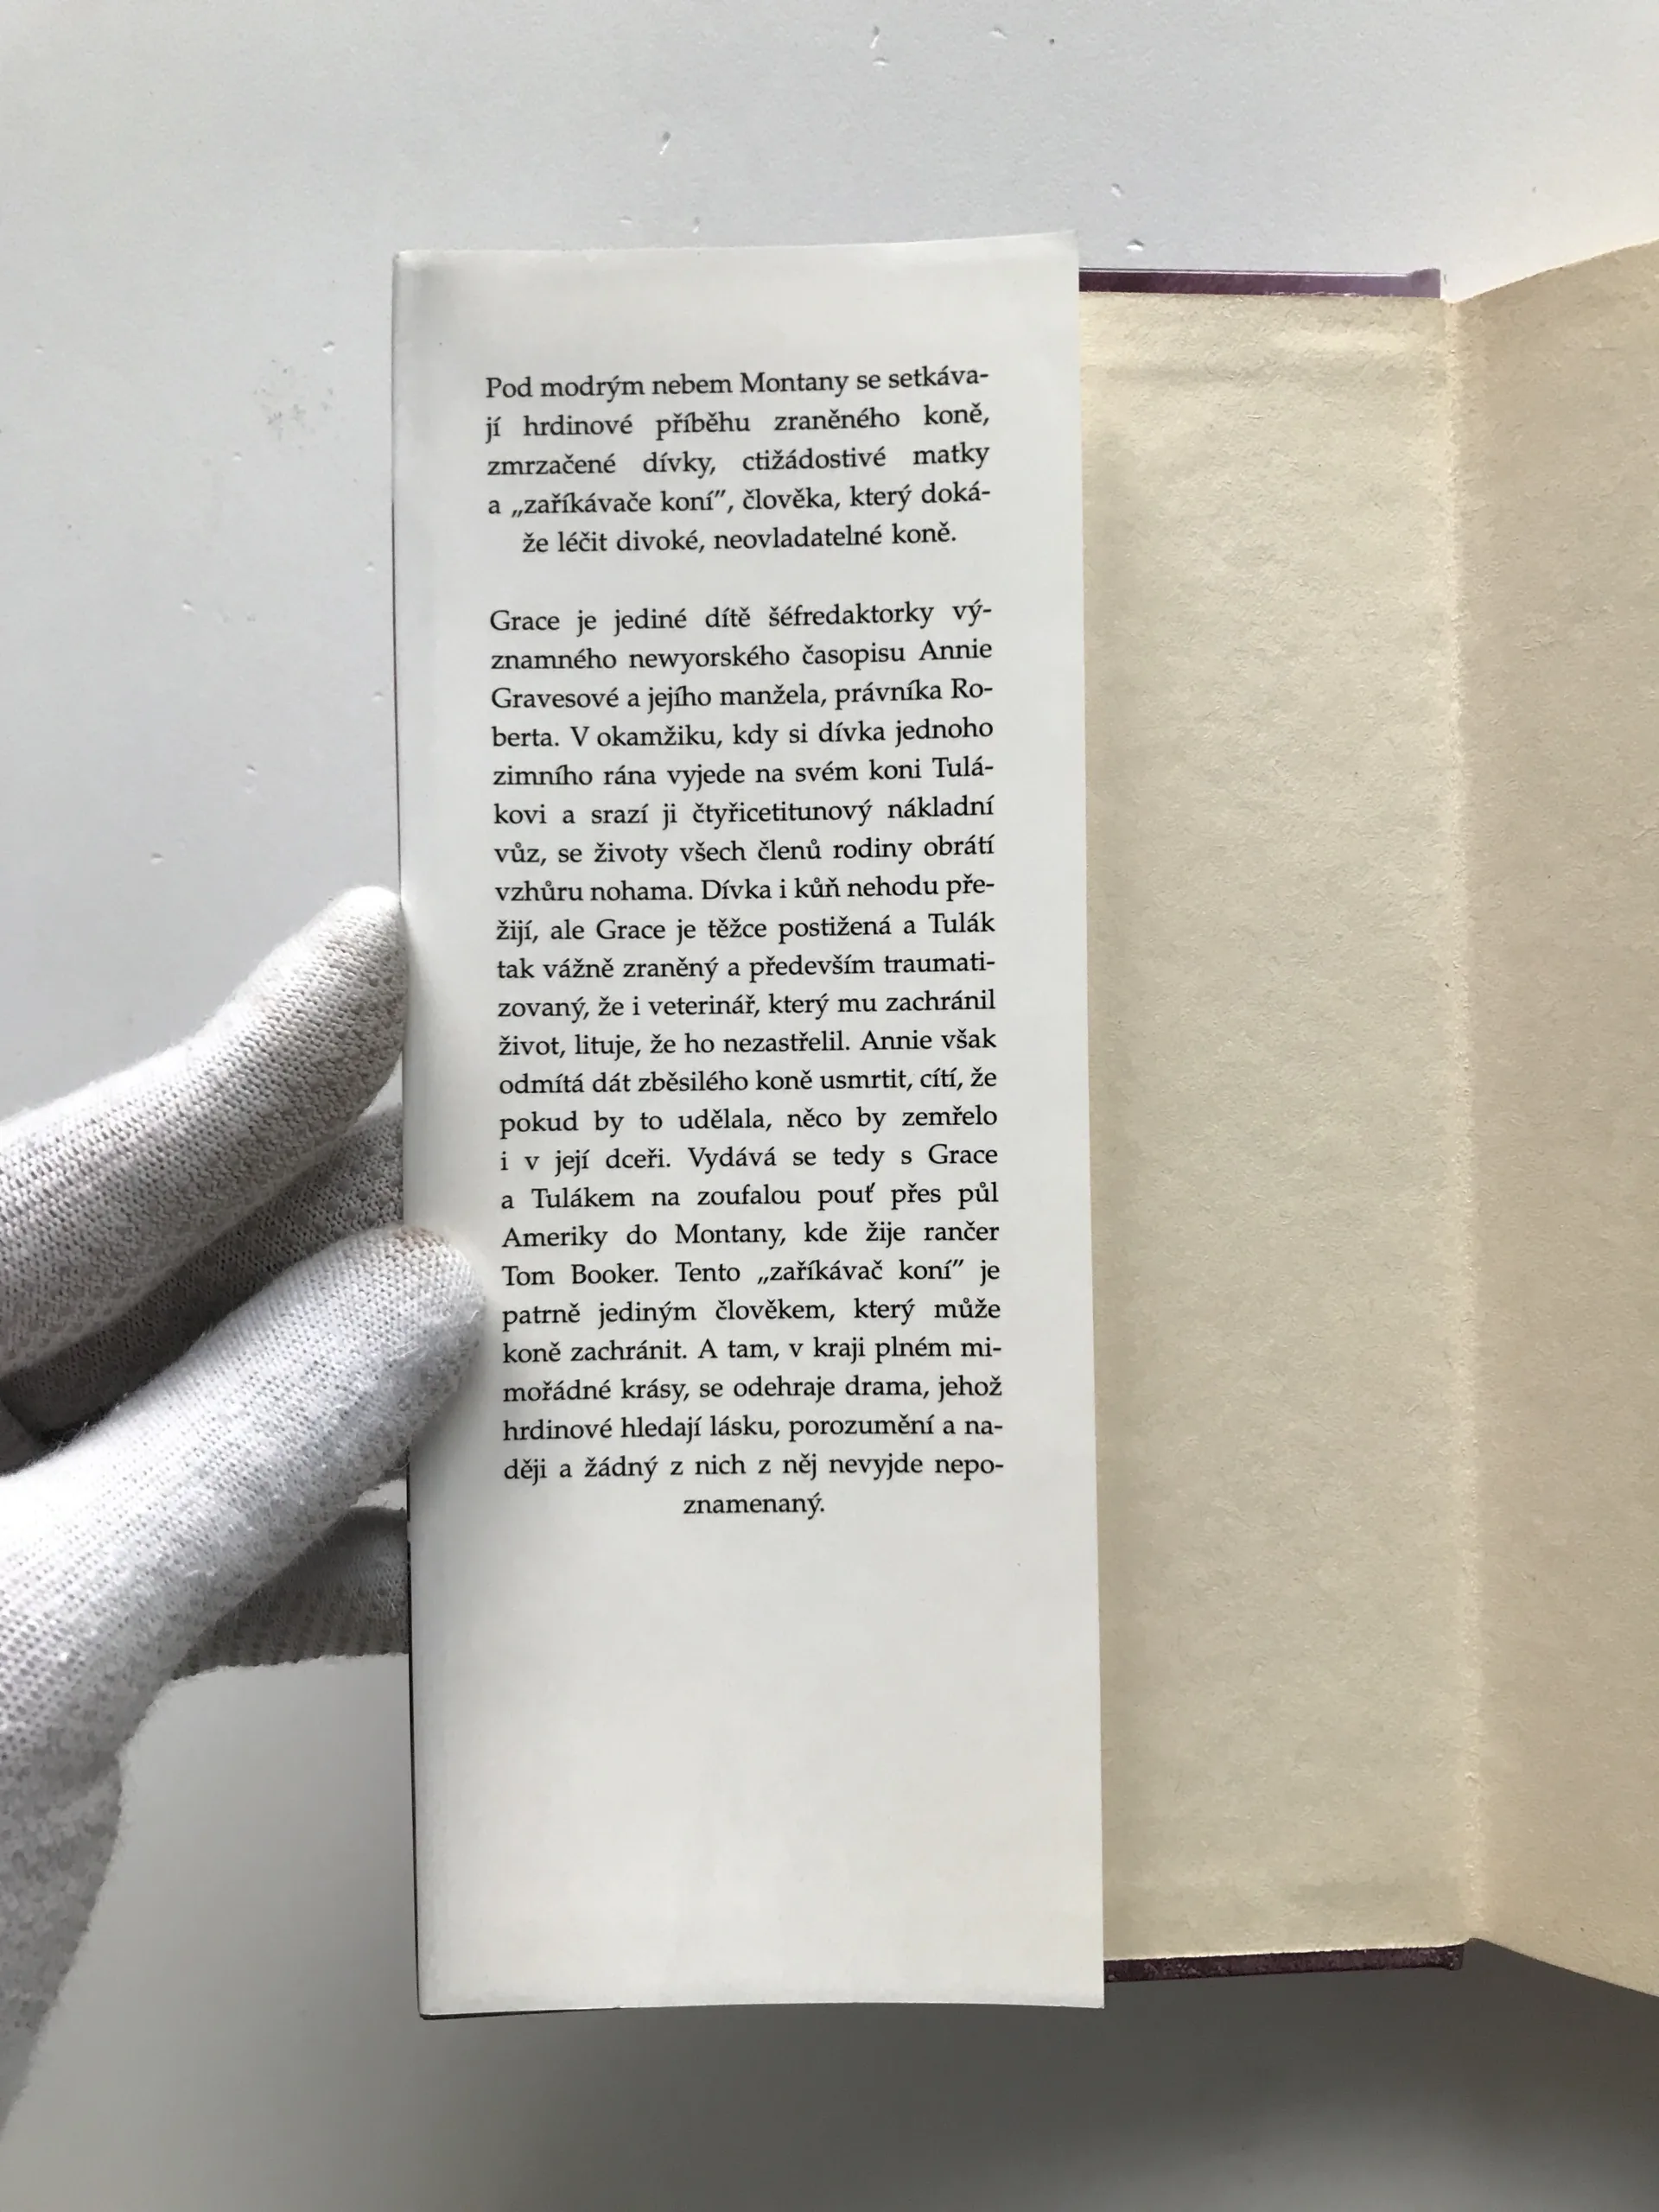 Pod modrým nebem Montany se setkáva-
jí hrdinové příběhu zraněného koně,
zmrzačené dívky, ctižádostivé matky
a „zaříkávače koní”, člověka, který doká-
že léčit divoké, neovladatelné koně.
Grace je jediné dítě šéfredaktorky vý-
znamného newyorského časopisu Annie
Gravesové a jejího manžela, právníka Ro-
berta. V okamžiku, kdy si dívka jednoho
zimního rána vyjede na svém koni Tulá-
kovi a srazí ji čtyřicetitunový nákladní
vůz, se životy všech členů rodiny obrátí
vzhůru nohama. Dívka i kůň nehodu pře-
žijí, ale Grace je těžce postižená a Tulák
tak vážně zraněný a především traumati-
zovaný, že i veterinář, který mu zachránil
život, lituje, že ho nezastřelil. Annie však
odmítá dát zběsilého koně usmrtit, cítí, že
pokud by to udělala, něco by zemřelo
i v její dceři. Vydává se tedy s Grace
a Tulákem na zoufalou pouť přes půl
Ameriky do Montany, kde žije rančer
Tom Booker. Tento „zaříkávač koní” je
patrně jediným člověkem, který může
koně zachránit. A tam, v kraji plném mi-
mořádné krásy, se odehraje drama, jehož
hrdinové hledají lásku, porozumění a na-
ději a žádný z nich z něj nevyjde nepo-
znamenaný.